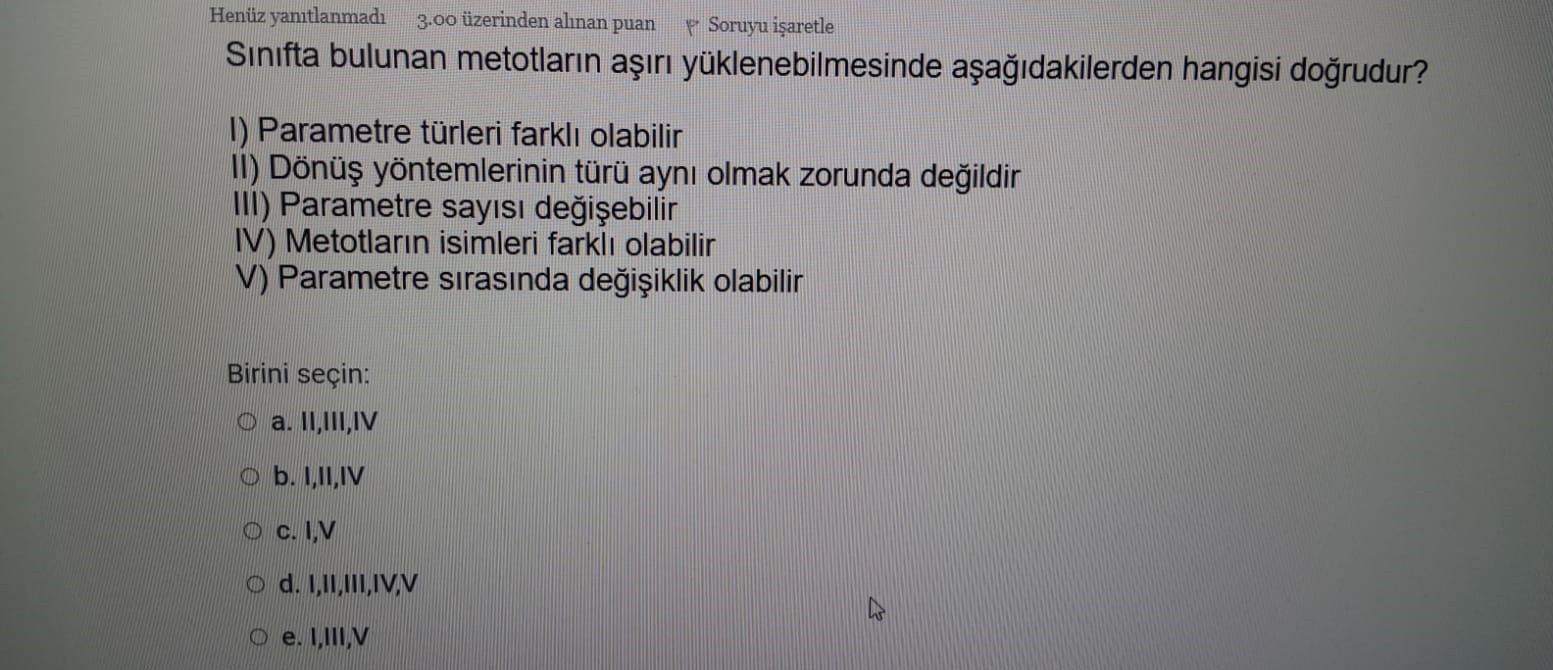 Henüz yanıtlanmadı 3.00 üzerinden alınan puan Soruyu işaretle
Sınıfta bulunan metotların aşırı yüklenebilmesinde aşağıdakilerden hangisi doğrudur?
I) Parametre türleri farklı olabilir
II) Dönüş yöntemlerinin türü aynı olmak zorunda değildir
III) Parametre sayısı değişebilir
IV) Metotların isimleri farklı olabilir
V) Parametre sırasında değişiklik olabilir
Birini seçin:
a. II,III,IV
b. I,II,IV
c. I,V
d. I,II,III,IV,V
e. I,III,V